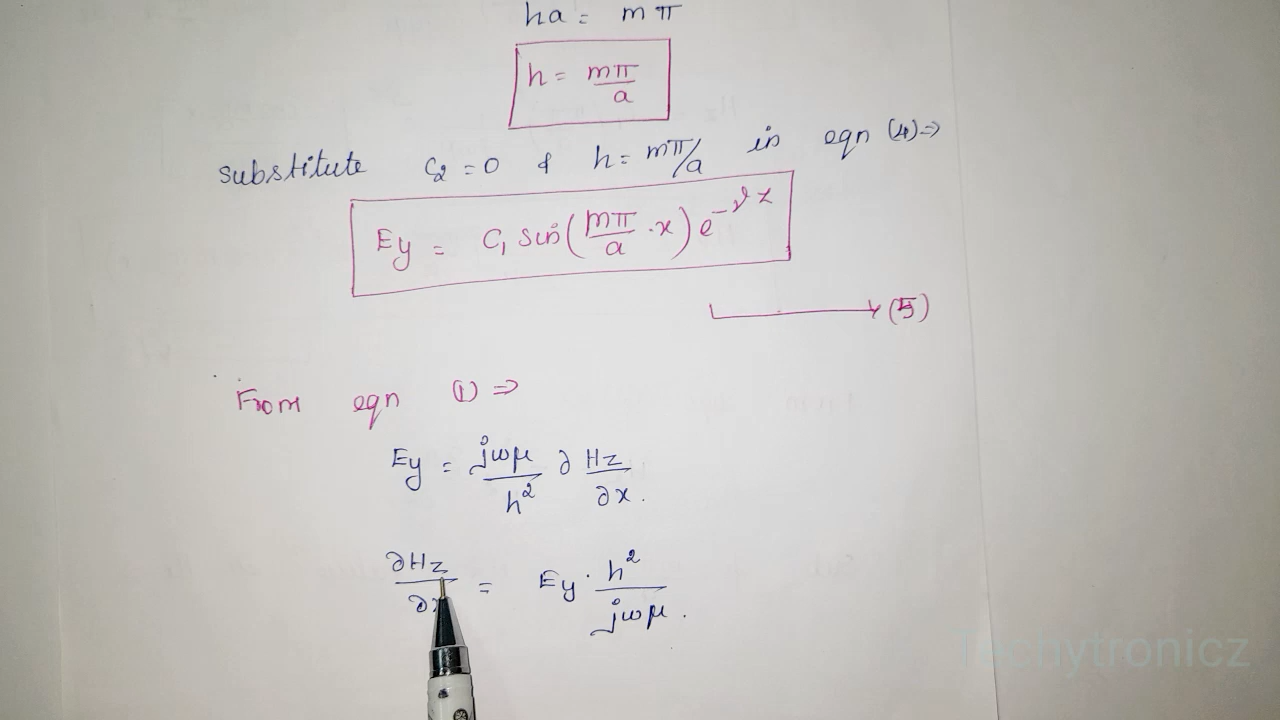 ha = mπ
h = mπ/a
substitute C₂ = 0 & h = mπ/a in eqn (4) ⇒
Ey = C₁ sin(mπ/a · x) e^-γz
→ (5)
From eqn (1) ⇒
Ey = jωμ/h² ∂Hz/∂x.
∂Hz/∂x = Ey · h²/jωμ.
Techytronicz